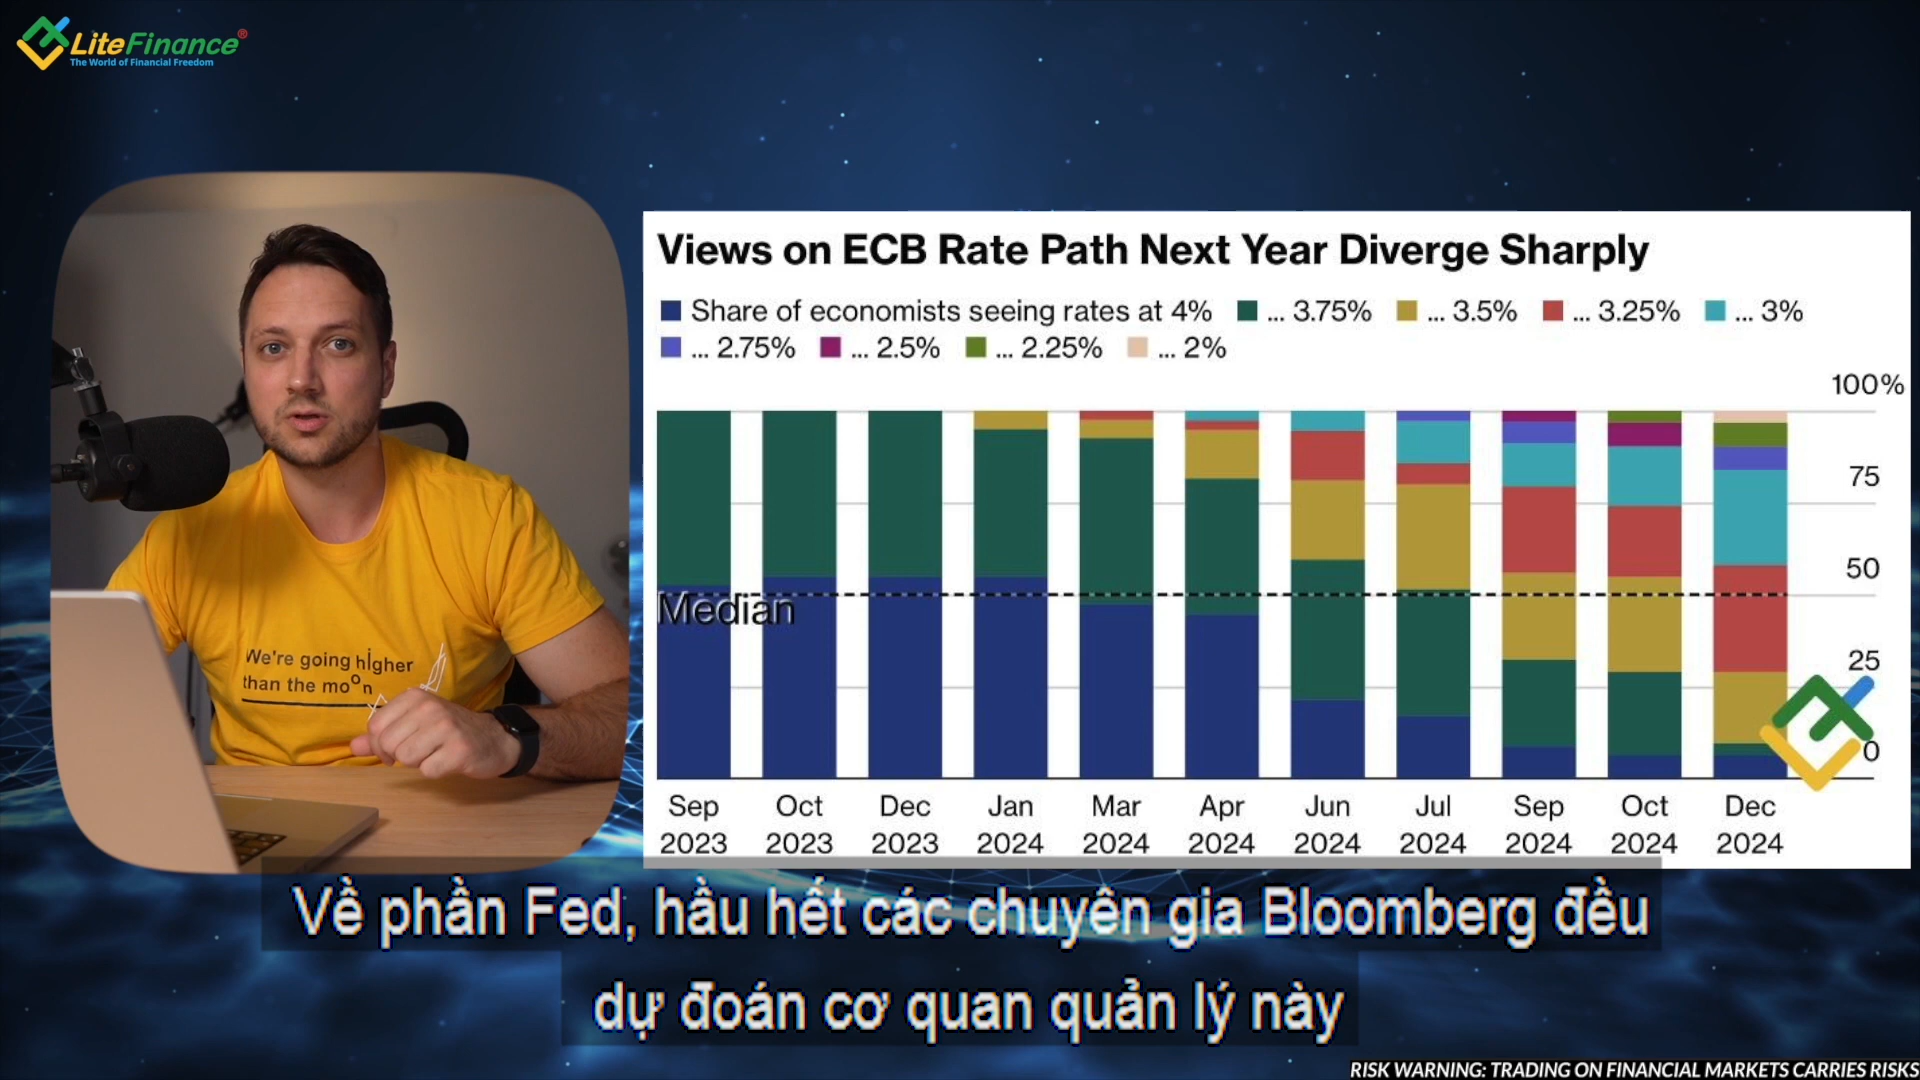 LiteFinance®
The World of Financial Freedom
Views on ECB Rate Path Next Year Diverge Sharply
Share of economists seeing rates at 4% ... 3.75% ... 3.5% ... 3.25% ... 3%
... 2.75% ... 2.5% ... 2.25% ... 2%
100%
75
50
25
0
Median
Sep Oct Dec Jan Mar Apr Jun Jul Sep Oct Dec
2023 2023 2023 2024 2024 2024 2024 2024 2024 2024 2024
We're going higher
than the moon
Về phần Fed, hầu hết các chuyên gia Bloomberg đều
dự đoán cơ quan quản lý này
RISK WARNING: TRADING ON FINANCIAL MARKETS CARRIES RISKS